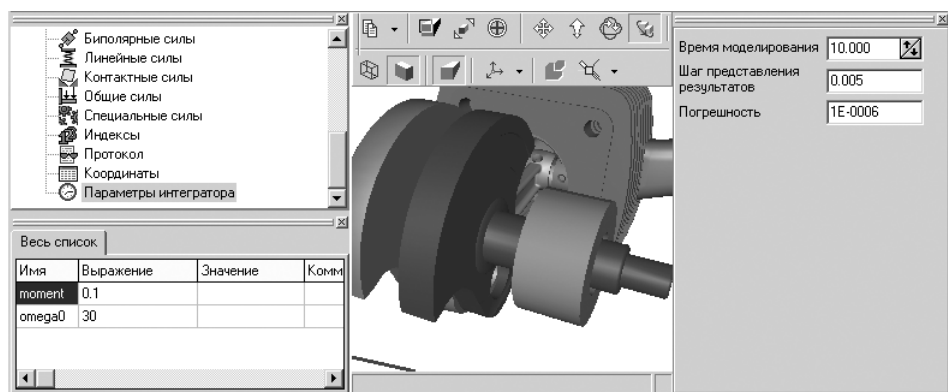 Биполярные силы
Линейные силы
Контактные силы
Общие силы
Специальные силы
Индексы
Протокол
Координаты
Параметры интегратора
Весь список
Имя Выражение Значение Комм
moment 0.1
omega0 30
Время моделирования 10.000
Шаг представления
результатов 0.005
Погрешность 1E-0006